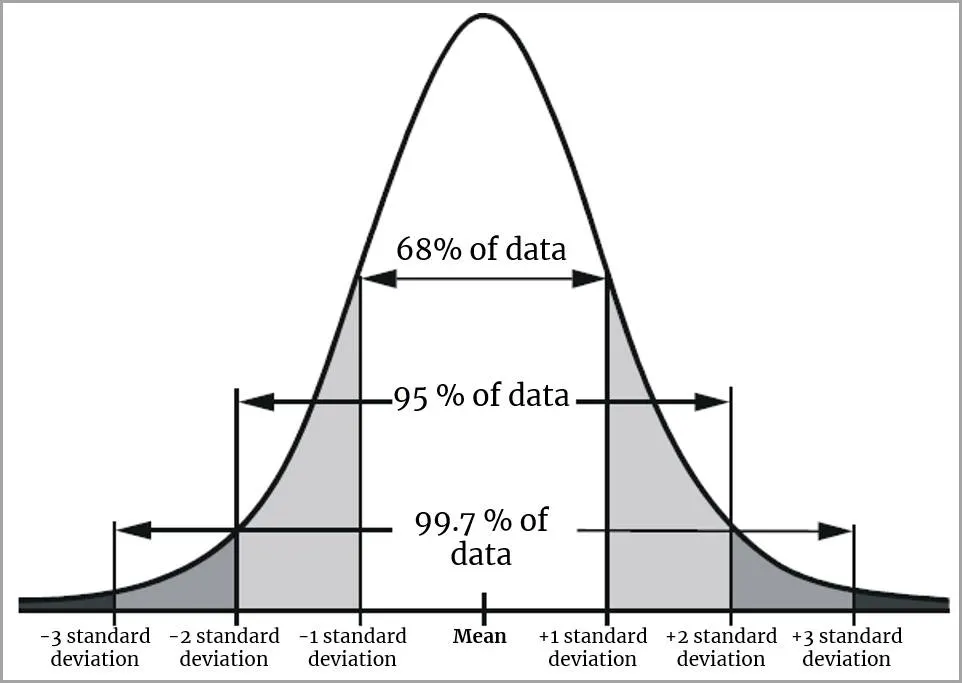 68% of data
95 % of data
99.7 % of
data
-3 standard
deviation
-2 standard
deviation
-1 standard
deviation
Mean
+1 standard
deviation
+2 standard
deviation
+3 standard
deviation